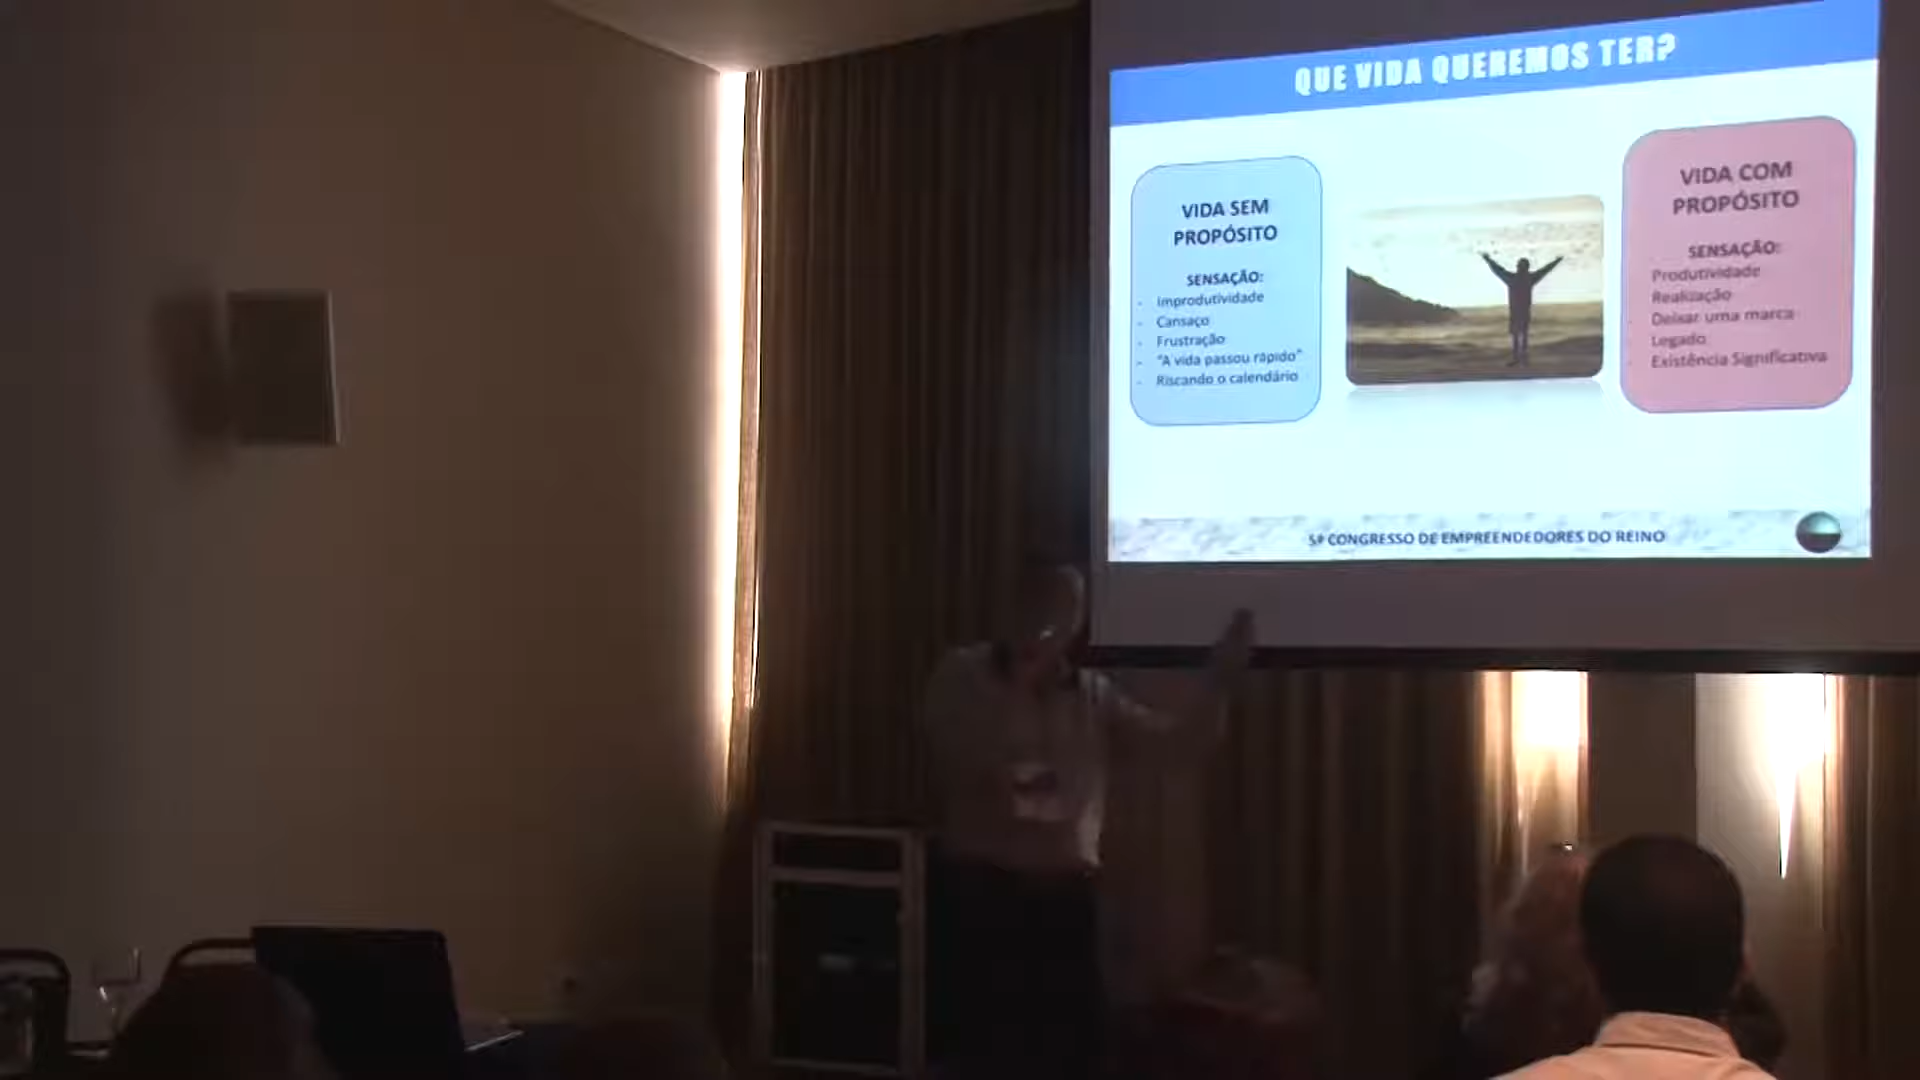 QUE VIDA QUEREMOS TER?
VIDA SEM
PROPÓSITO
SENSAÇÃO:
- Improdutividade
- Cansaço
- Frustração
- "A vida passou rápido"
- Riscando o calendário
VIDA COM
PROPÓSITO
SENSAÇÃO:
Produtividade
Realização
Deixar uma marca
Legado
Existência Significativa
5º CONGRESSO DE EMPREENDEDORES DO REINO